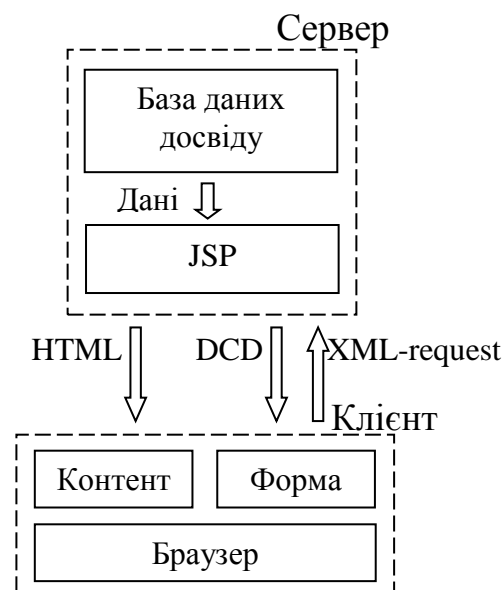 Сервер
База даних
досвіду
Дані
JSP
HTML
DCD
XML-request
Клієнт
Контент
Форма
Браузер